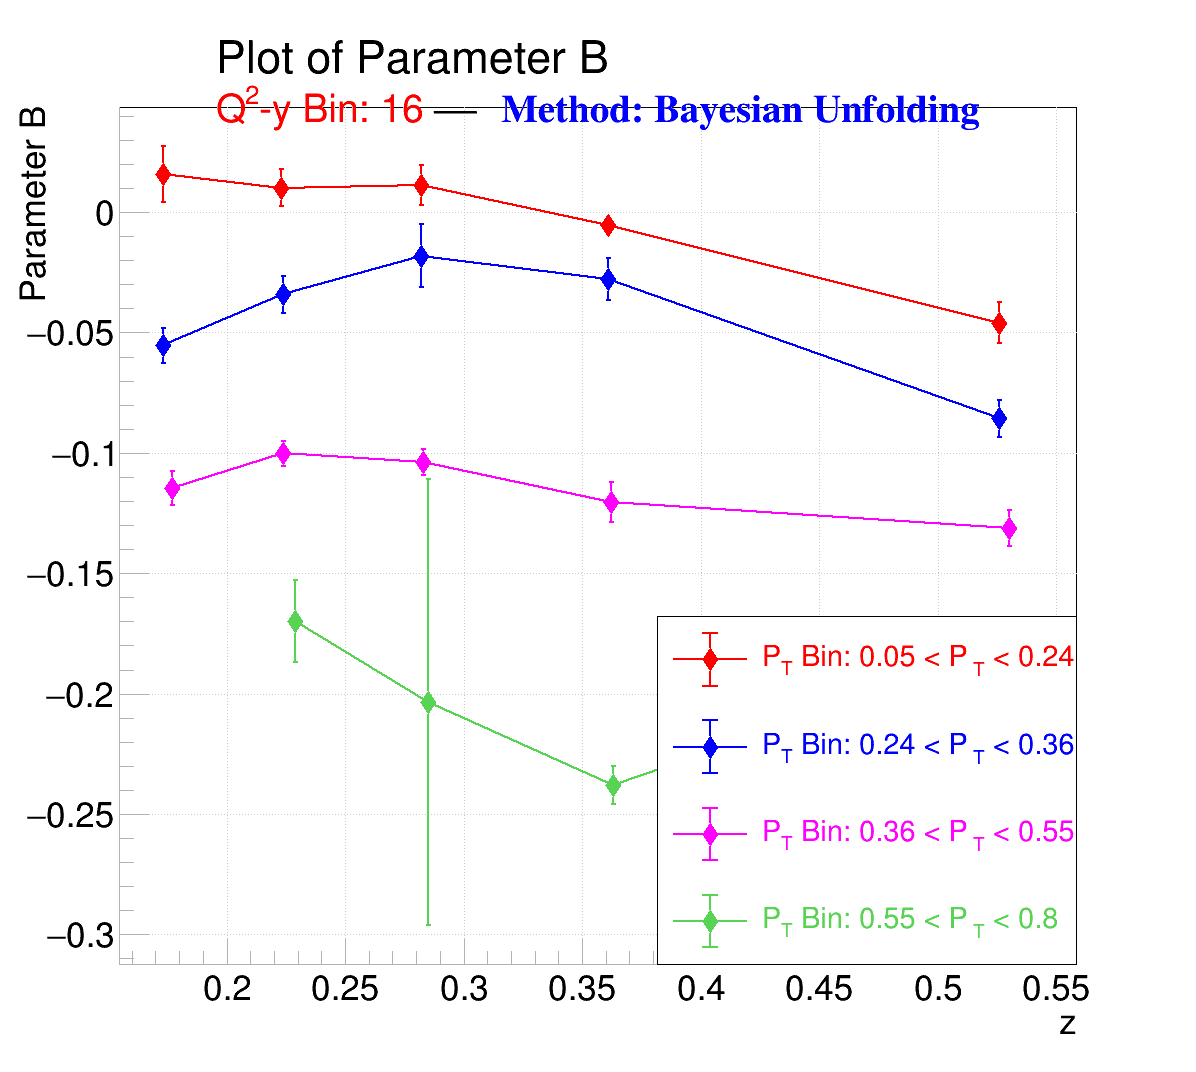 Plot of Parameter B
Q²-y Bin: 16 — Method: Bayesian Unfolding
Parameter B
0
−0.05
−0.1
−0.15
−0.2
−0.25
−0.3
P_T Bin: 0.05 < P_T < 0.24
P_T Bin: 0.24 < P_T < 0.36
P_T Bin: 0.36 < P_T < 0.55
P_T Bin: 0.55 < P_T < 0.8
0.2 0.25 0.3 0.35 0.4 0.45 0.5 0.55
z